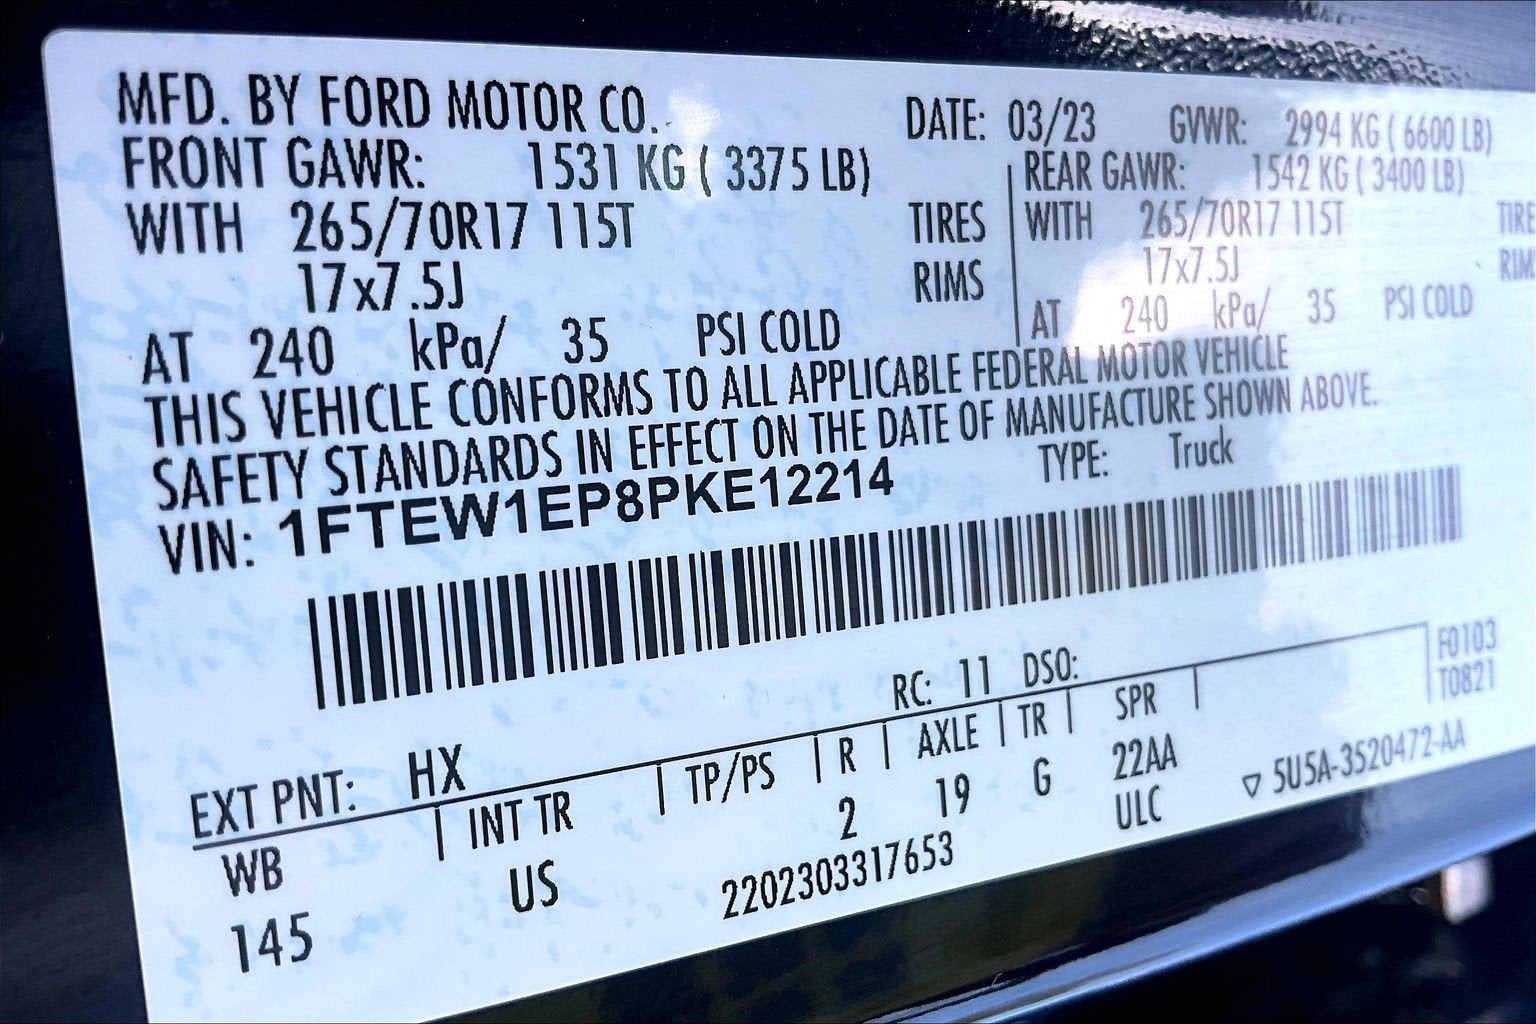 MFD. BY FORD MOTOR CO. DATE: 03/23 GVWR: 2994 KG ( 6600 LB)
FRONT GAWR: 1531 KG ( 3375 LB) REAR GAWR: 1542 KG ( 3400 LB)
WITH 265/70R17 115T TIRES WITH 265/70R17 115T TIRE
17x7.5J RIMS 17x7.5J RIM
AT 240 kPa/ 35 PSI COLD AT 240 kPa/ 35 PSI COLD
THIS VEHICLE CONFORMS TO ALL APPLICABLE FEDERAL MOTOR VEHICLE
SAFETY STANDARDS IN EFFECT ON THE DATE OF MANUFACTURE SHOWN ABOVE.
VIN: 1FTEW1EP8PKE12214 TYPE: Truck
F0103
RC: 11 DSO: T0821
EXT PNT: HX
WB INT TR TP/PS R AXLE TR SPR
145 US 2 19 G 22AA
ULC ▽ 5U5A-3520472-AA
2202303317653